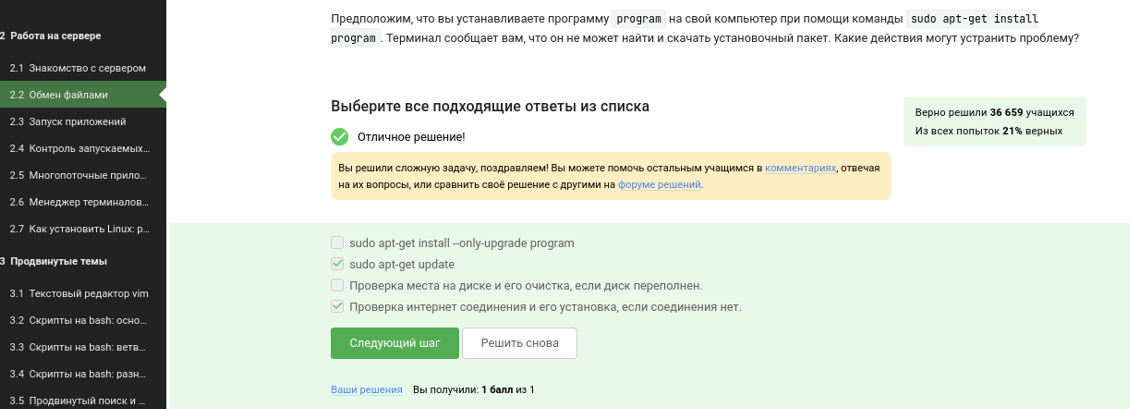 2 Работа на сервере
2.1 Знакомство с сервером
2.2 Обмен файлами
2.3 Запуск приложений
2.4 Контроль запускаемых...
2.5 Многопоточные прило...
2.6 Менеджер терминалов...
2.7 Как установить Linux: р...
3 Продвинутые темы
3.1 Текстовый редактор vim
3.2 Скрипты на bash: осно...
3.3 Скрипты на bash: ветв...
3.4 Скрипты на bash: разн...
3.5 Продвинутый поиск и ...
Предположим, что вы устанавливаете программу program на свой компьютер при помощи команды sudo apt-get install
program . Терминал сообщает вам, что он не может найти и скачать установочный пакет. Какие действия могут устранить проблему?
Выберите все подходящие ответы из списка
Отличное решение!
Верно решили 36 659 учащихся
Из всех попыток 21% верных
Вы решили сложную задачу, поздравляем! Вы можете помочь остальным учащимся в комментариях, отвечая
на их вопросы, или сравнить своё решение с другими на форуме решений.
sudo apt-get install --only-upgrade program
sudo apt-get update
Проверка места на диске и его очистка, если диск переполнен.
Проверка интернет соединения и его установка, если соединения нет.
Следующий шаг
Решить снова
Ваши решения Вы получили: 1 балл из 1